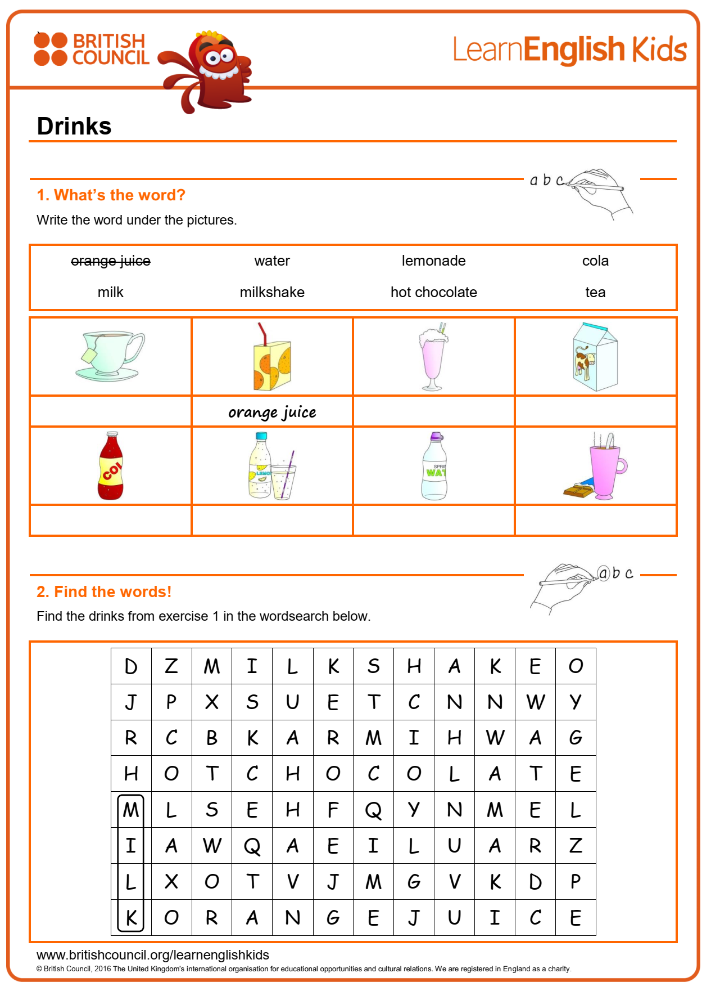 BRITISH
COUNCIL
LearnEnglish Kids
Drinks
a b c
1. What's the word?
Write the word under the pictures.
orange juice water lemonade cola
milk milkshake hot chocolate tea
orange juice
COL
LEMO
SPRIN
WAT
a b c
2. Find the words!
Find the drinks from exercise 1 in the wordsearch below.
D Z M I L K S H A K E O
J P X S U E T C N N W Y
R C B K A R M I H W A G
H O T C H O C O L A T E
M L S E H F Q Y N M E L
I A W Q A E I L U A R Z
L X O T V J M G V K D P
K O R A N G E J U I C E
www.britishcouncil.org/learnenglishkids
© British Council, 2016 The United Kingdom's international organisation for educational opportunities and cultural relations. We are registered in England as a charity.